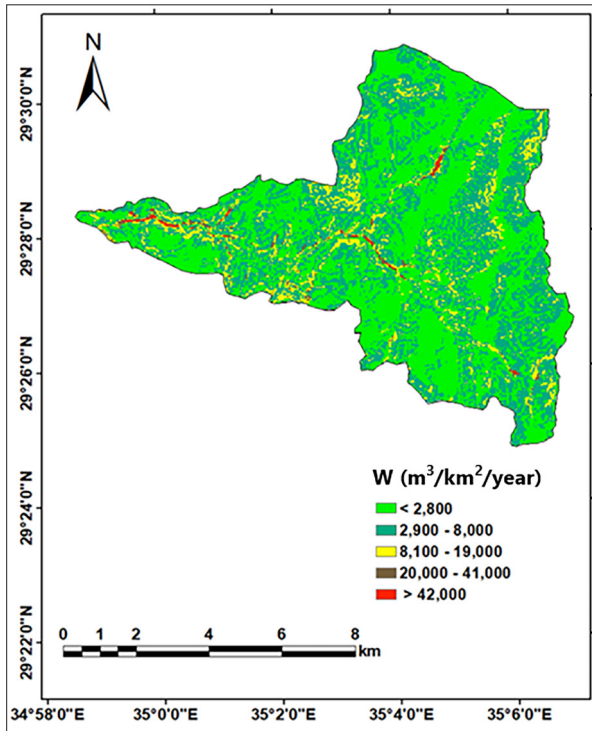 N
29°30'0"N
29°28'0"N
29°26'0"N
29°24'0"N
29°22'0"N
W (m³/km²/year)
< 2,800
2,900 - 8,000
8,100 - 19,000
20,000 - 41,000
> 42,000
0 1 2 4 6 8
km
34°58'0"E 35°0'0"E 35°2'0"E 35°4'0"E 35°6'0"E